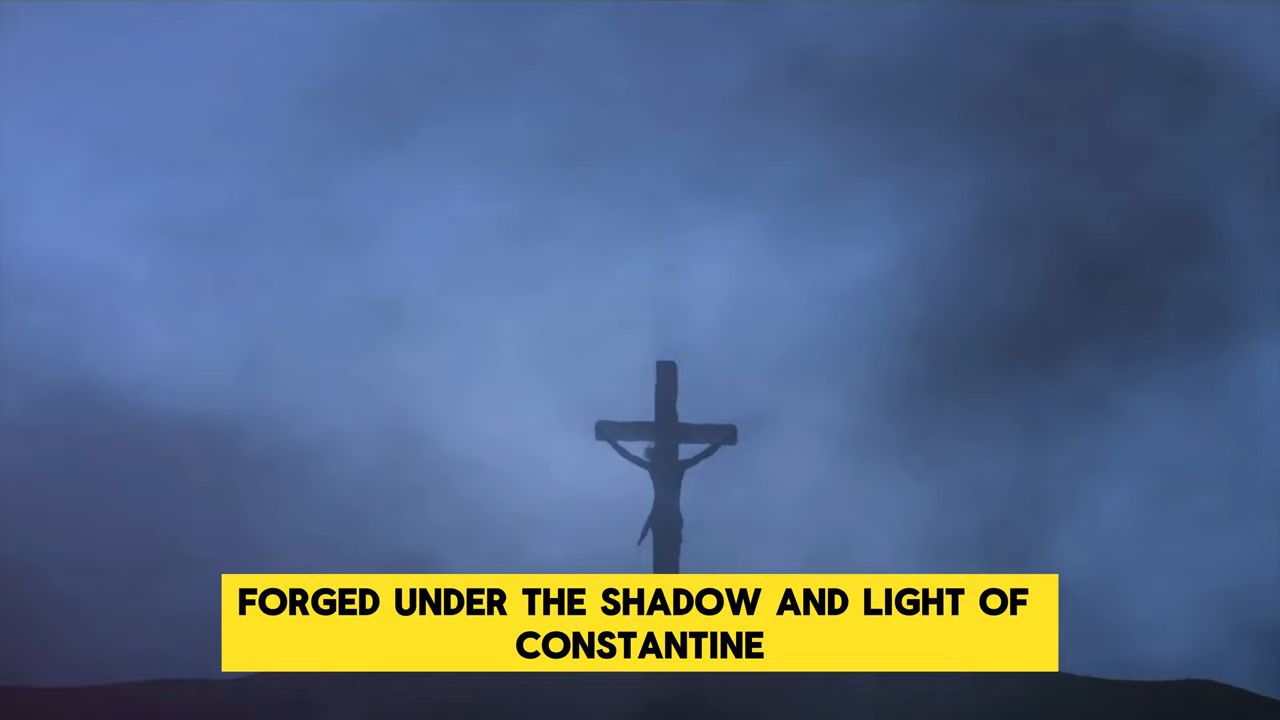 FORGED UNDER THE SHADOW AND LIGHT OF
CONSTANTINE